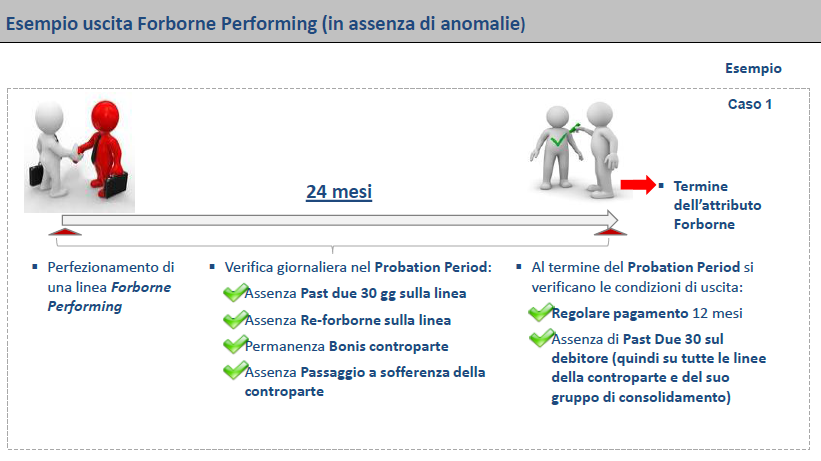 Esempio uscita Forborne Performing (in assenza di anomalie)
Esempio
Caso 1
24 mesi
Termine
dell'attributo
Forborne
Perfezionamento di
una linea Forborne
Performing
Verifica giornaliera nel Probation Period:
Assenza Past due 30 gg sulla linea
Assenza Re-forborne sulla linea
Permanenza Bonis controparte
Assenza Passaggio a sofferenza della
controparte
Al termine del Probation Period si
verificano le condizioni di uscita:
Regolare pagamento 12 mesi
Assenza di Past Due 30 sul
debitore (quindi su tutte le linee
della controparte e del suo
gruppo di consolidamento)